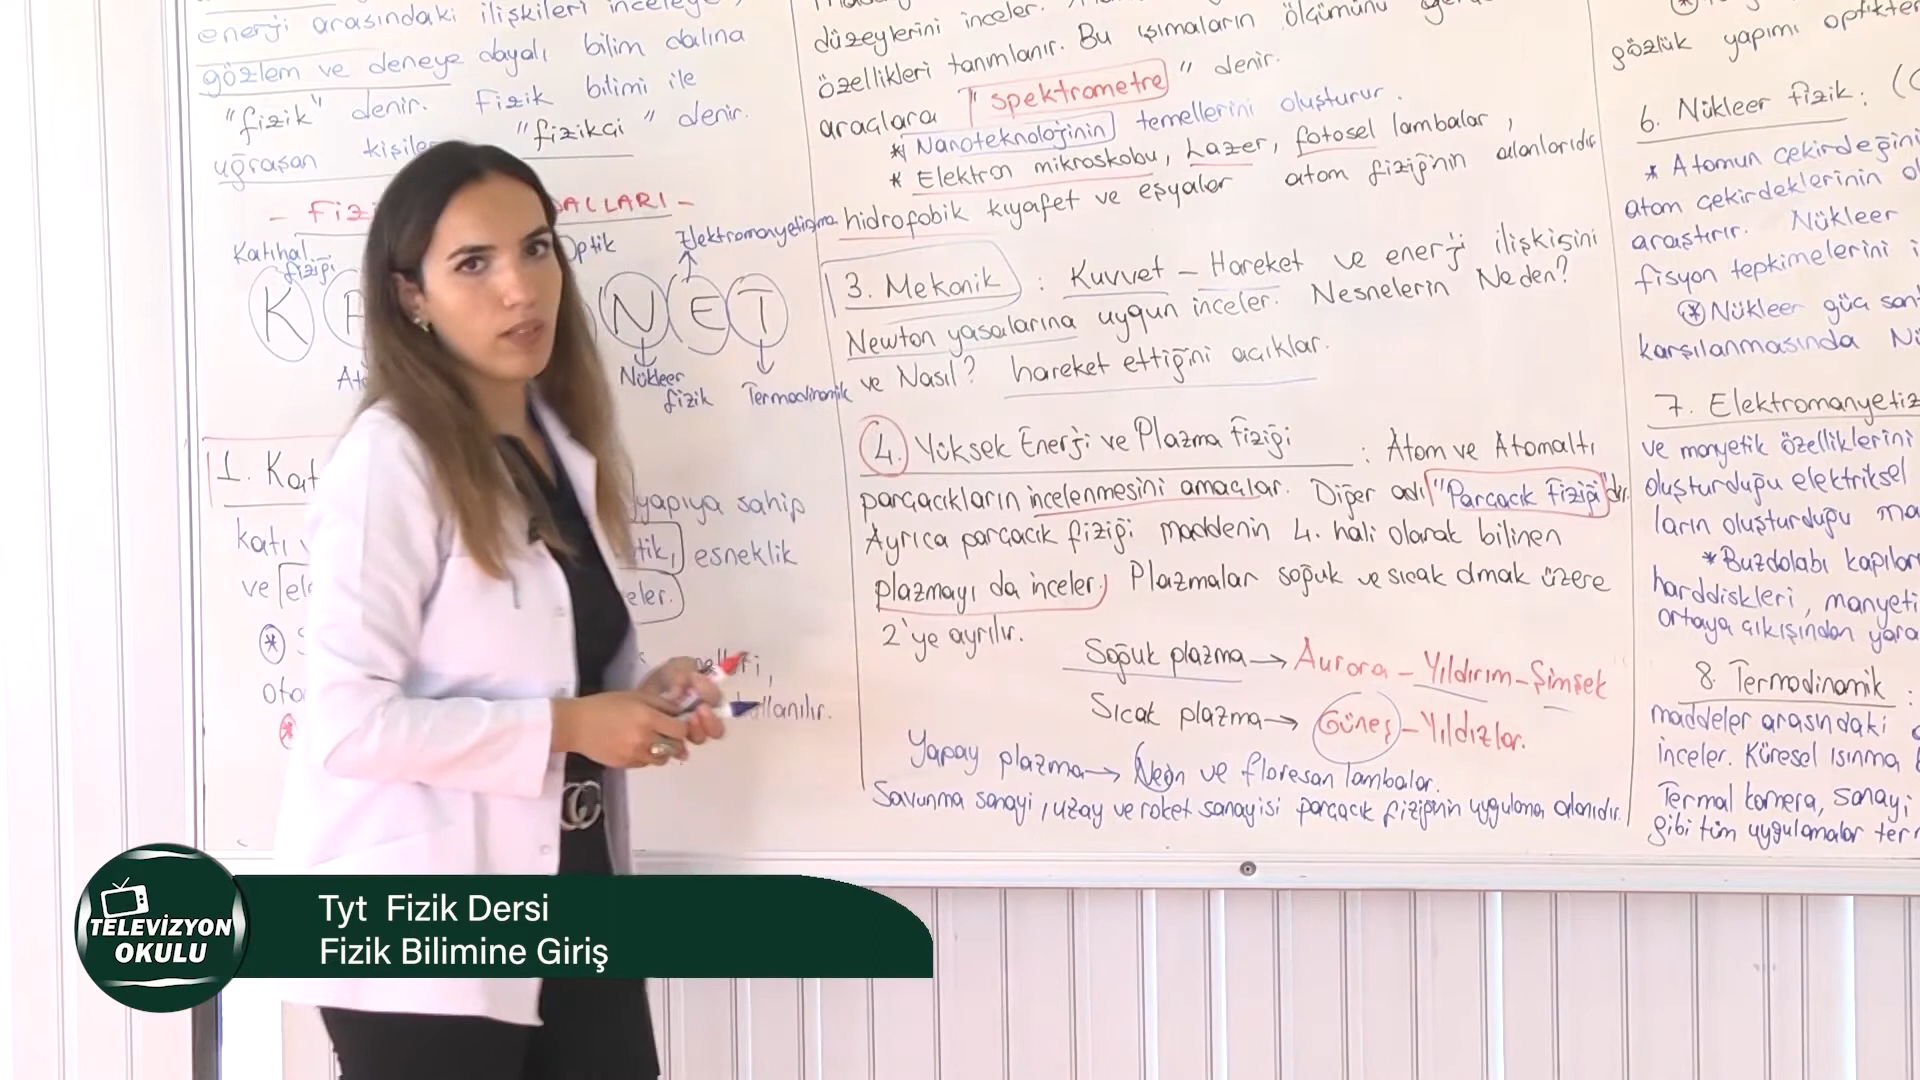 enerji arasındaki ilişkileri
gözlem ve deneye dayalı bilim dalına
"fizik" denir. Fizik bilimi ile
uğraşan "fizikçi" denir.
DALLARI -
Katıhal fiziği
Optik
Elektromanyetizma
K
N E T
Nükleer fizik
Termodinamik
1.
yapıya sahip
katı
esneklik
ve
düzeylerini inceler.
özellikleri tanımlanır. Bu ışımaların ölçümünü
araçlara "spektrometre" denir.
* Nanoteknolojinin temellerini oluşturur.
* Elektron mikroskobu, Lazer, fotosel lambalar,
hidrofobik kıyafet ve eşyalar atom fiziğinin alanlarıdır
3. Mekanik : Kuvvet - Hareket ve enerji ilişkisini
Newton yasalarına uygun inceler. Nesnelerin Neden?
ve Nasıl? hareket ettiğini açıklar.
4. Yüksek Enerji ve Plazma Fiziği : Atom ve Atomaltı
parçacıkların incelenmesini amaçlar. Diğer adı "Parçacık Fiziği"dir.
Ayrıca parçacık fiziği maddenin 4. hali olarak bilinen
plazmayı da inceler. Plazmalar soğuk ve sıcak olmak üzere
2'ye ayrılır.
Soğuk plazma → Aurora - Yıldırım - Şimşek
Sıcak plazma → Güneş - Yıldızlar.
Yapay plazma → Neon ve floresan lambalar.
Savunma sanayi, uzay ve roket sanayisi parçacık fiziğinin uygulama alanıdır.
gözlük yapımı
6. Nükleer fizik :
* Atomun çekirdeğini
atom çekirdeklerinin
araştırır. Nükleer
fisyon tepkimelerini
* Nükleer güç
karşılanmasında
7.
ve manyetik özelliklerini
oluşturduğu elektriksel
ların oluşturduğu
* Buzdolabı
harddiskleri,
ortaya çıkışından
8. Termodinamik :
maddeler arasındaki
inceler. Küresel ısınma
Termal kamera, sanayi
gibi tüm uygulamalar
TELEVİZYON
OKULU
Tyt Fizik Dersi
Fizik Bilimine Giriş